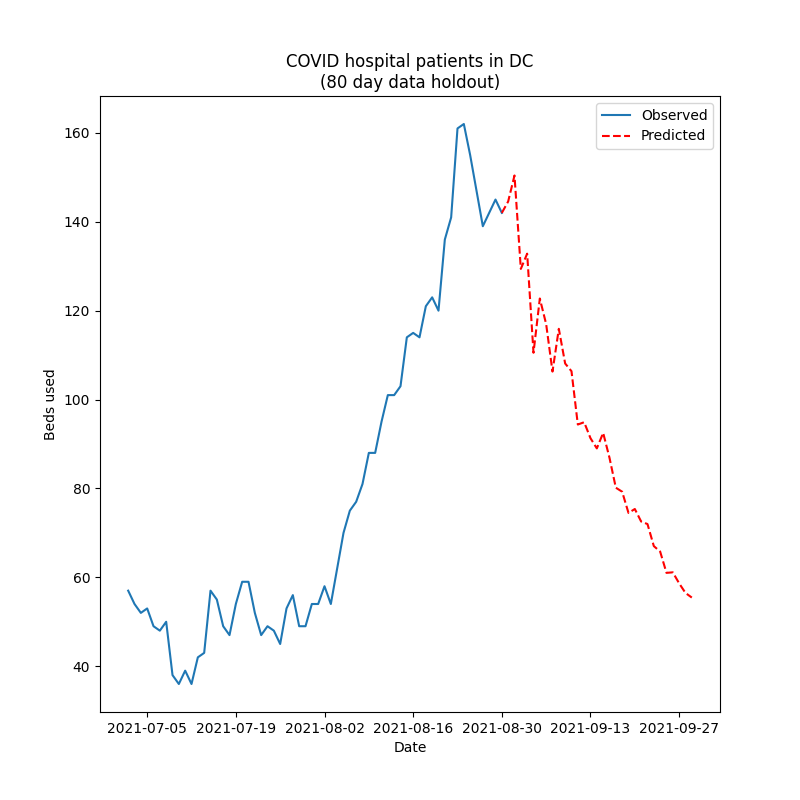 COVID hospital patients in DC
(80 day data holdout)
Observed
Predicted
160
140
120
100
80
60
40
Beds used
2021-07-05 2021-07-19 2021-08-02 2021-08-16 2021-08-30 2021-09-13 2021-09-27
Date